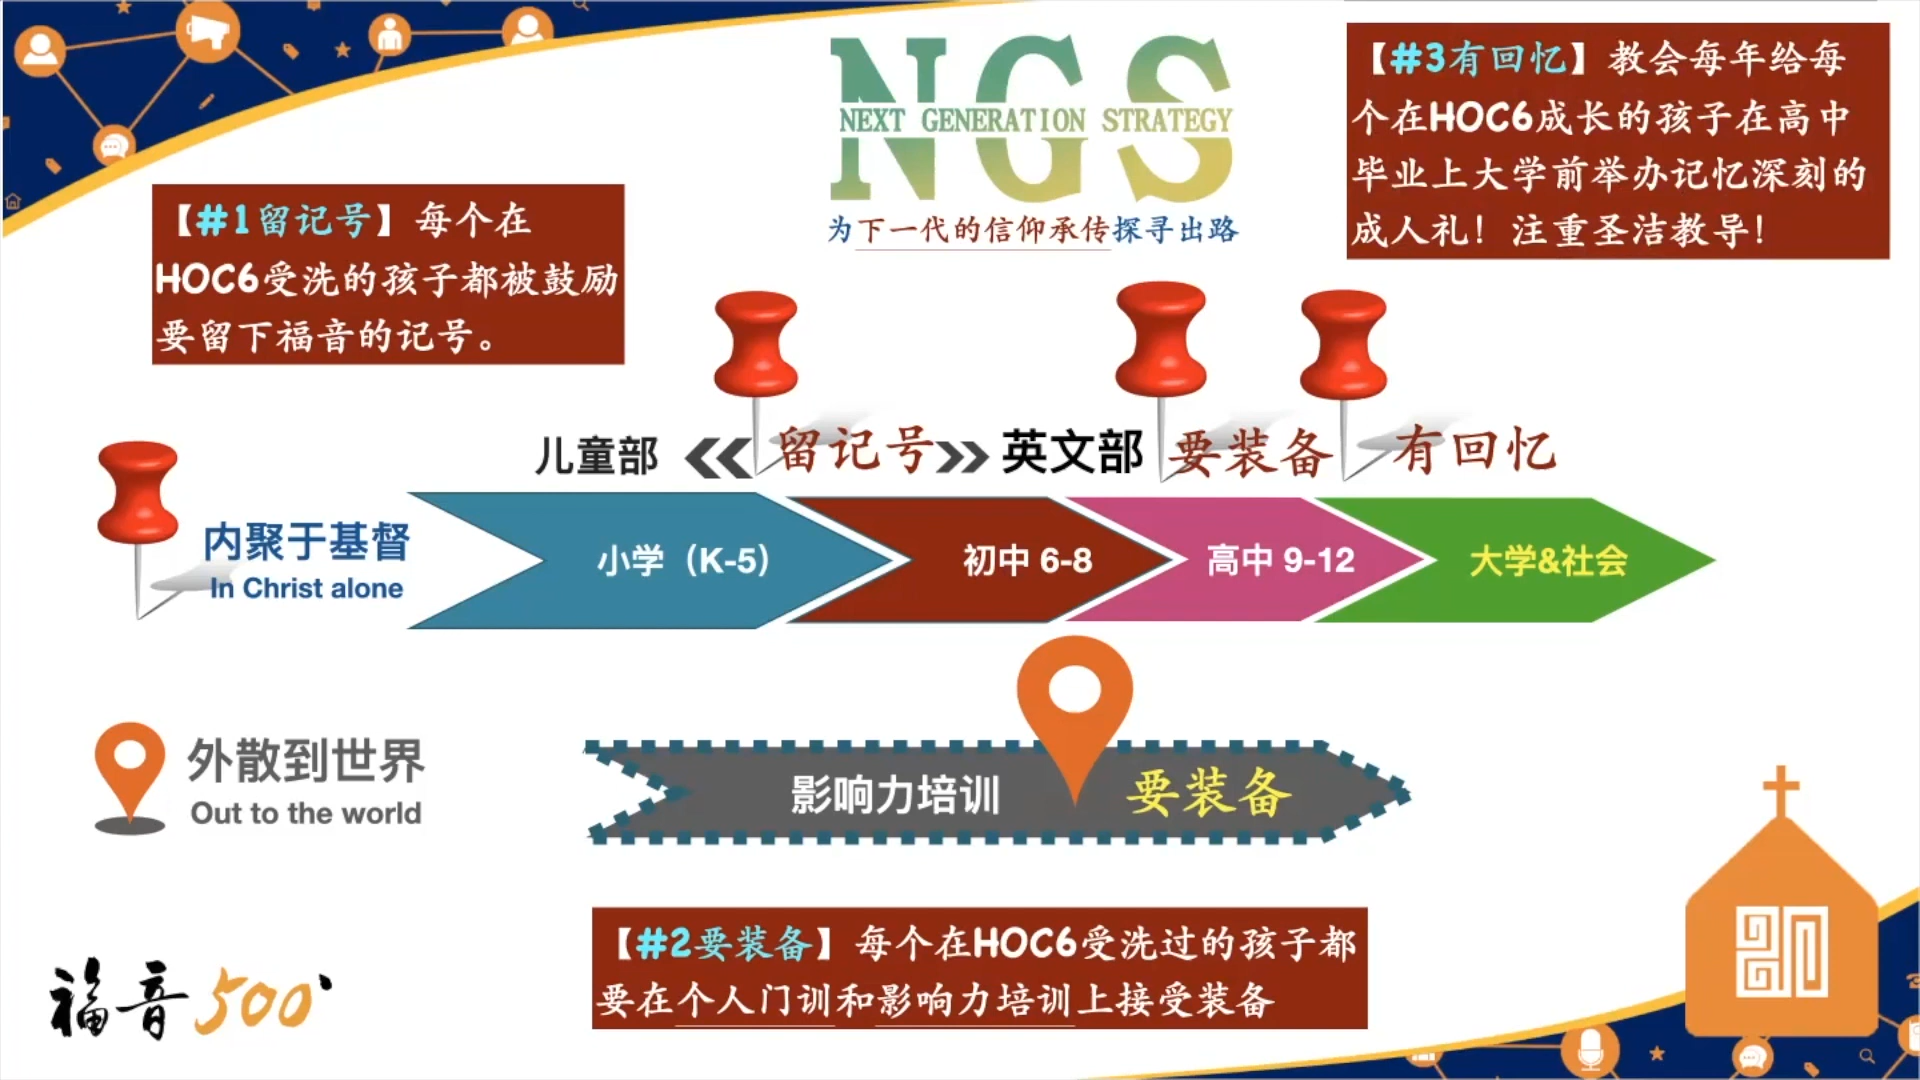 NGS
NEXT GENERATION STRATEGY
为下一代的信仰承传探寻出路
【#1留记号】每个在
HOC6受洗的孩子都被鼓励
要留下福音的记号。
【#3有回忆】教会每年给每
个在HOC6成长的孩子在高中
毕业上大学前举办记忆深刻的
成人礼！注重圣洁教导！
儿童部 留记号 英文部 要装备 有回忆
内聚于基督
In Christ alone
小学（K-5） 初中 6-8 高中 9-12 大学&社会
外散到世界
Out to the world
影响力培训 要装备
【#2要装备】每个在HOC6受洗过的孩子都
要在个人门训和影响力培训上接受装备
福音500